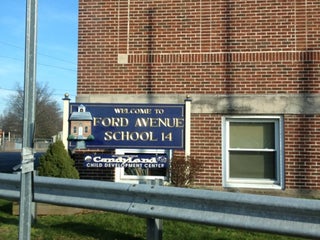 WELCOME TO
FORD AVENUE
SCHOOL 14
Candyland
CHILD DEVELOPMENT CENTER